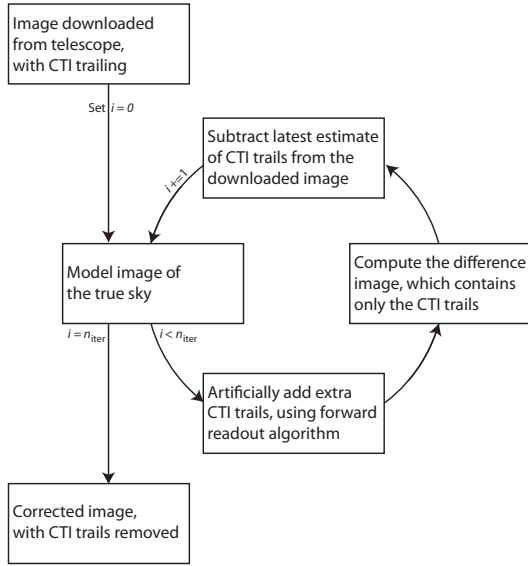 Image downloaded
from telescope,
with CTI trailing
Set i = 0
Subtract latest estimate
of CTI trails from the
downloaded image
i +=1
Model image of
the true sky
Compute the difference
image, which contains
only the CTI trails
i = niter
i < niter
Artificially add extra
CTI trails, using forward
readout algorithm
Corrected image,
with CTI trails removed